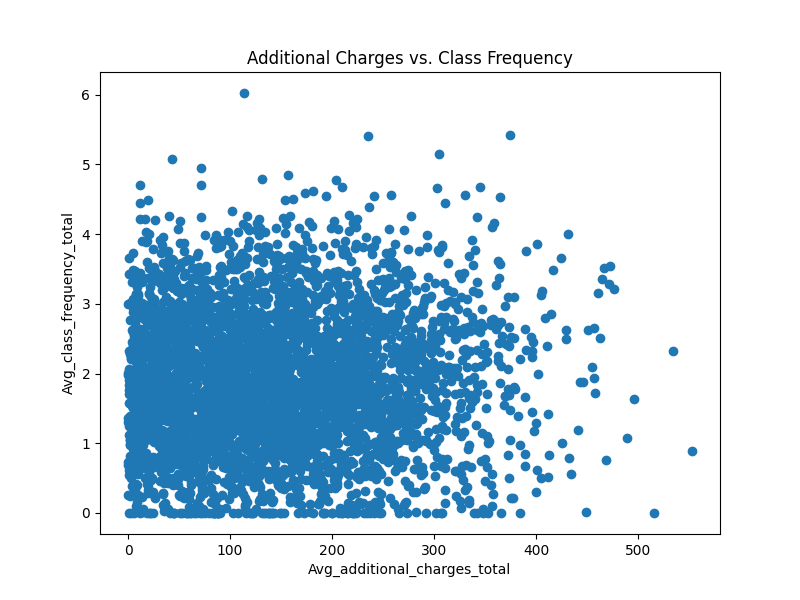 Additional Charges vs. Class Frequency
6
5
4
3
2
1
0
Avg_class_frequency_total
0 100 200 300 400 500
Avg_additional_charges_total